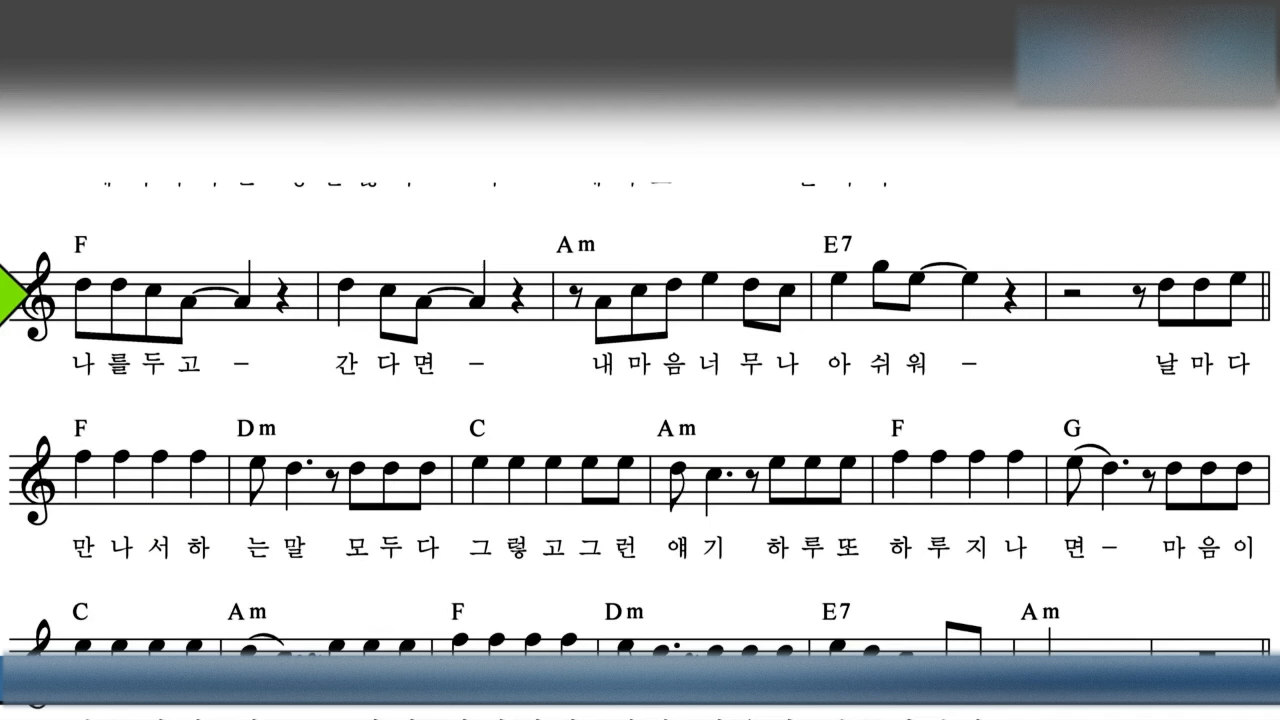 F Am E7
나를두고 – 간다면 – 내마음너무나 아쉬워 – 날마다
F Dm C Am F G
만나서하는말 모두다 그렇고그런얘기 하루또 하루지나면 – 마음이
C Am F Dm E7 Am